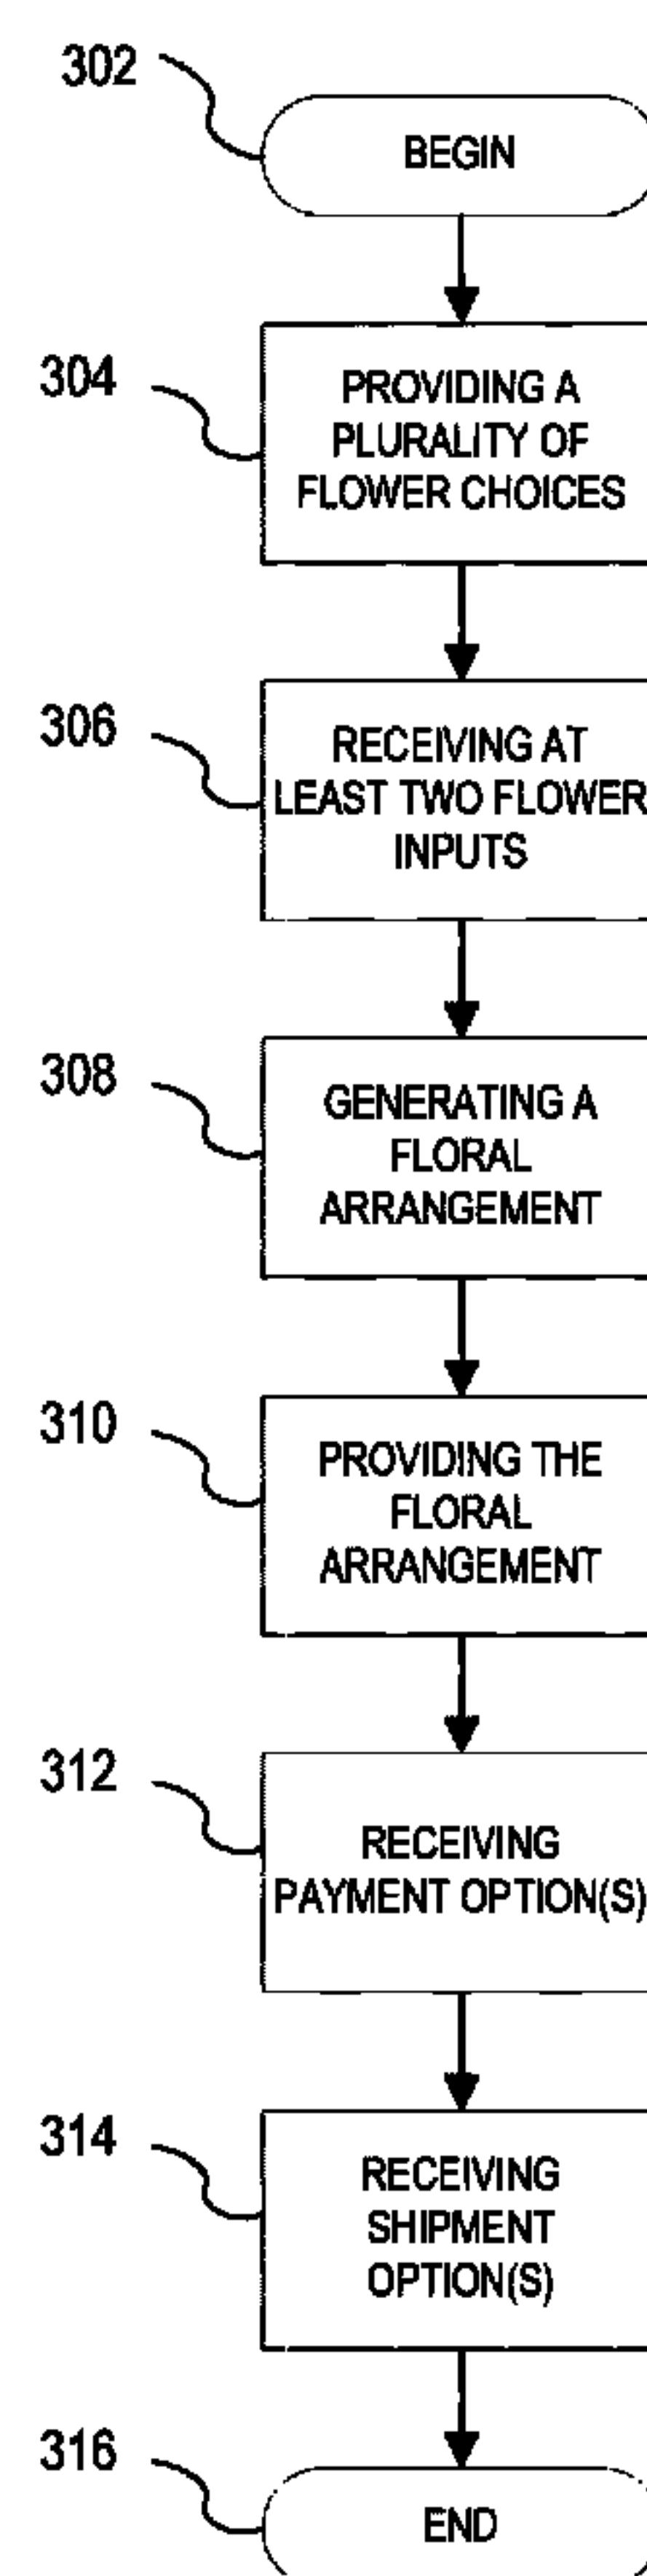 302
BEGIN
304
PROVIDING A
PLURALITY OF
FLOWER CHOICES
306
RECEIVING AT
LEAST TWO FLOWER
INPUTS
308
GENERATING A
FLORAL
ARRANGEMENT
310
PROVIDING THE
FLORAL
ARRANGEMENT
312
RECEIVING
PAYMENT OPTION(S)
314
RECEIVING
SHIPMENT
OPTION(S)
316
END